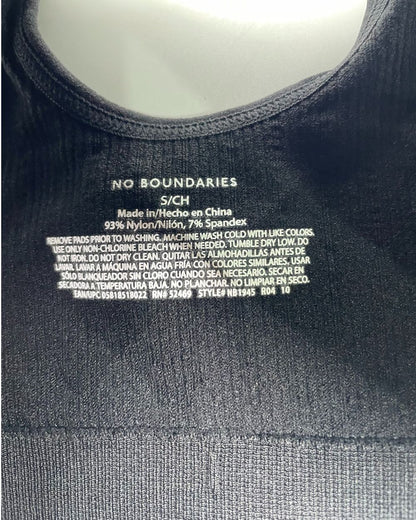 NO BOUNDARIES
S/CH
Made in/Hecho en China
93% Nylon/Nilón, 7% Spandex
REMOVE PADS PRIOR TO WASHING. MACHINE WASH COLD WITH LIKE COLORS.
USE ONLY NON-CHLORINE BLEACH WHEN NEEDED. TUMBLE DRY LOW. DO
NOT IRON. DO NOT DRY CLEAN. QUITAR LAS ALMOHADILLAS ANTES DE
LAVAR. LAVAR A MÁQUINA EN AGUA FRÍA CON COLORES SIMILARES. USAR
SÓLO BLANQUEADOR SIN CLORO CUANDO SEA NECESARIO. SECAR EN
SECADORA A TEMPERATURA BAJA. NO PLANCHAR. NO LIMPIAR EN SECO.
EAN/UPC 05818518022 RN# 52469 STYLE# NB1945 R04 10